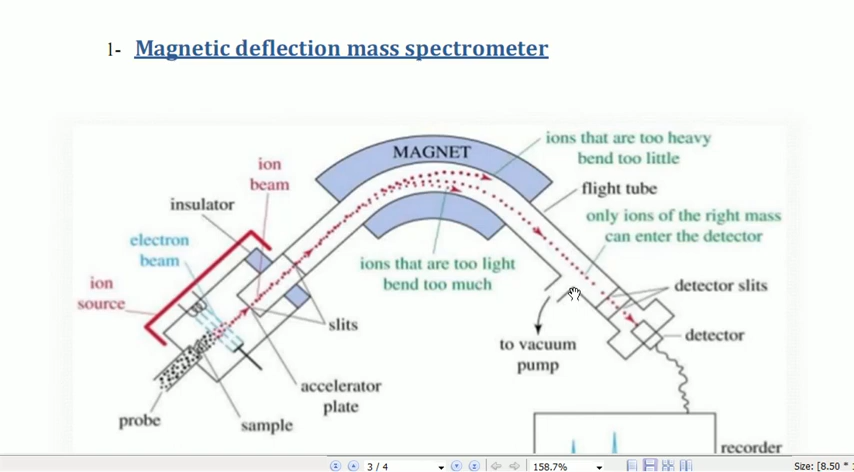 1- Magnetic deflection mass spectrometer
MAGNET
ions that are too heavy
bend too little
ion
beam
flight tube
insulator
only ions of the right mass
can enter the detector
electron
beam
ions that are too light
bend too much
ion
source
detector slits
slits
to vacuum
pump
detector
accelerator
plate
probe
sample
recorder
3 / 4
158.7%
Size: [8.50 *